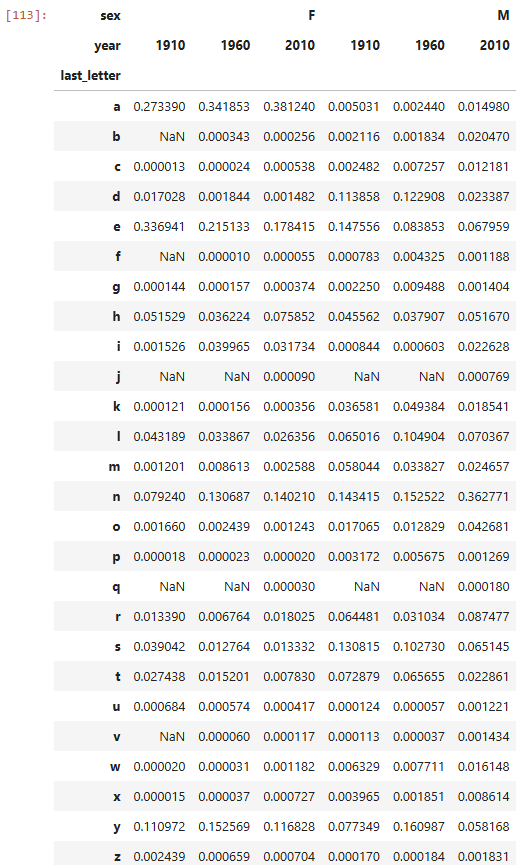 [113]: sex F M
year 1910 1960 2010 1910 1960 2010
last_letter
a 0.273390 0.341853 0.381240 0.005031 0.002440 0.014980
b NaN 0.000343 0.000256 0.002116 0.001834 0.020470
c 0.000013 0.000024 0.000538 0.002482 0.007257 0.012181
d 0.017028 0.001844 0.001482 0.113858 0.122908 0.023387
e 0.336941 0.215133 0.178415 0.147556 0.083853 0.067959
f NaN 0.000010 0.000055 0.000783 0.004325 0.001188
g 0.000144 0.000157 0.000374 0.002250 0.009488 0.001404
h 0.051529 0.036224 0.075852 0.045562 0.037907 0.051670
i 0.001526 0.039965 0.031734 0.000844 0.000603 0.022628
j NaN NaN 0.000090 NaN NaN 0.000769
k 0.000121 0.000156 0.000356 0.036581 0.049384 0.018541
l 0.043189 0.033867 0.026356 0.065016 0.104904 0.070367
m 0.001201 0.008613 0.002588 0.058044 0.033827 0.024657
n 0.079240 0.130687 0.140210 0.143415 0.152522 0.362771
o 0.001660 0.002439 0.001243 0.017065 0.012829 0.042681
p 0.000018 0.000023 0.000020 0.003172 0.005675 0.001269
q NaN NaN 0.000030 NaN NaN 0.000180
r 0.013390 0.006764 0.018025 0.064481 0.031034 0.087477
s 0.039042 0.012764 0.013332 0.130815 0.102730 0.065145
t 0.027438 0.015201 0.007830 0.072879 0.065655 0.022861
u 0.000684 0.000574 0.000417 0.000124 0.000057 0.001221
v NaN 0.000060 0.000117 0.000113 0.000037 0.001434
w 0.000020 0.000031 0.001182 0.006329 0.007711 0.016148
x 0.000015 0.000037 0.000727 0.003965 0.001851 0.008614
y 0.110972 0.152569 0.116828 0.077349 0.160987 0.058168
z 0.002439 0.000659 0.000704 0.000170 0.000184 0.001831